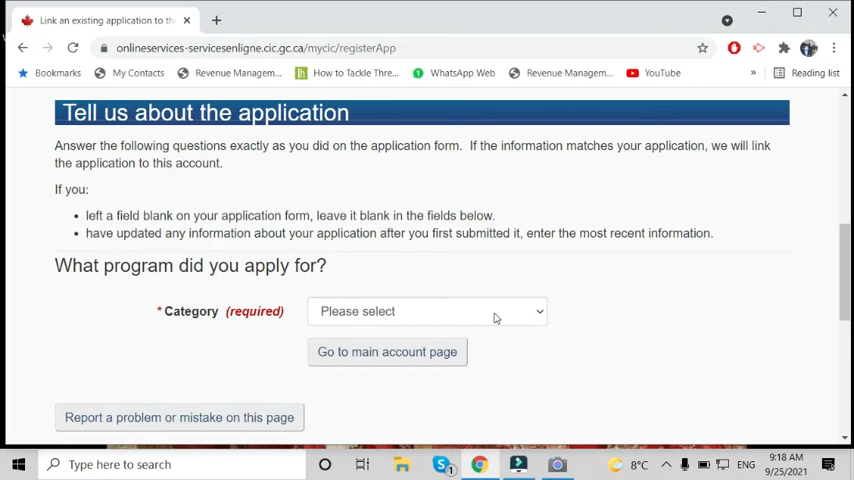 Link an existing application to th
onlineservices-servicesenligne.cic.gc.ca/mycic/registerApp
Bookmarks
My Contacts
Revenue Managem...
How to Tackle Thre...
WhatsApp Web
Revenue Managem...
YouTube
»
Reading list
Tell us about the application
Answer the following questions exactly as you did on the application form. If the information matches your application, we will link
the application to this account.
If you:
• left a field blank on your application form, leave it blank in the fields below.
• have updated any information about your application after you first submitted it, enter the most recent information.
What program did you apply for?
* Category (required)
Please select
Go to main account page
Report a problem or mistake on this page
Type here to search
1
8°C
ENG
9:18 AM
9/25/2021